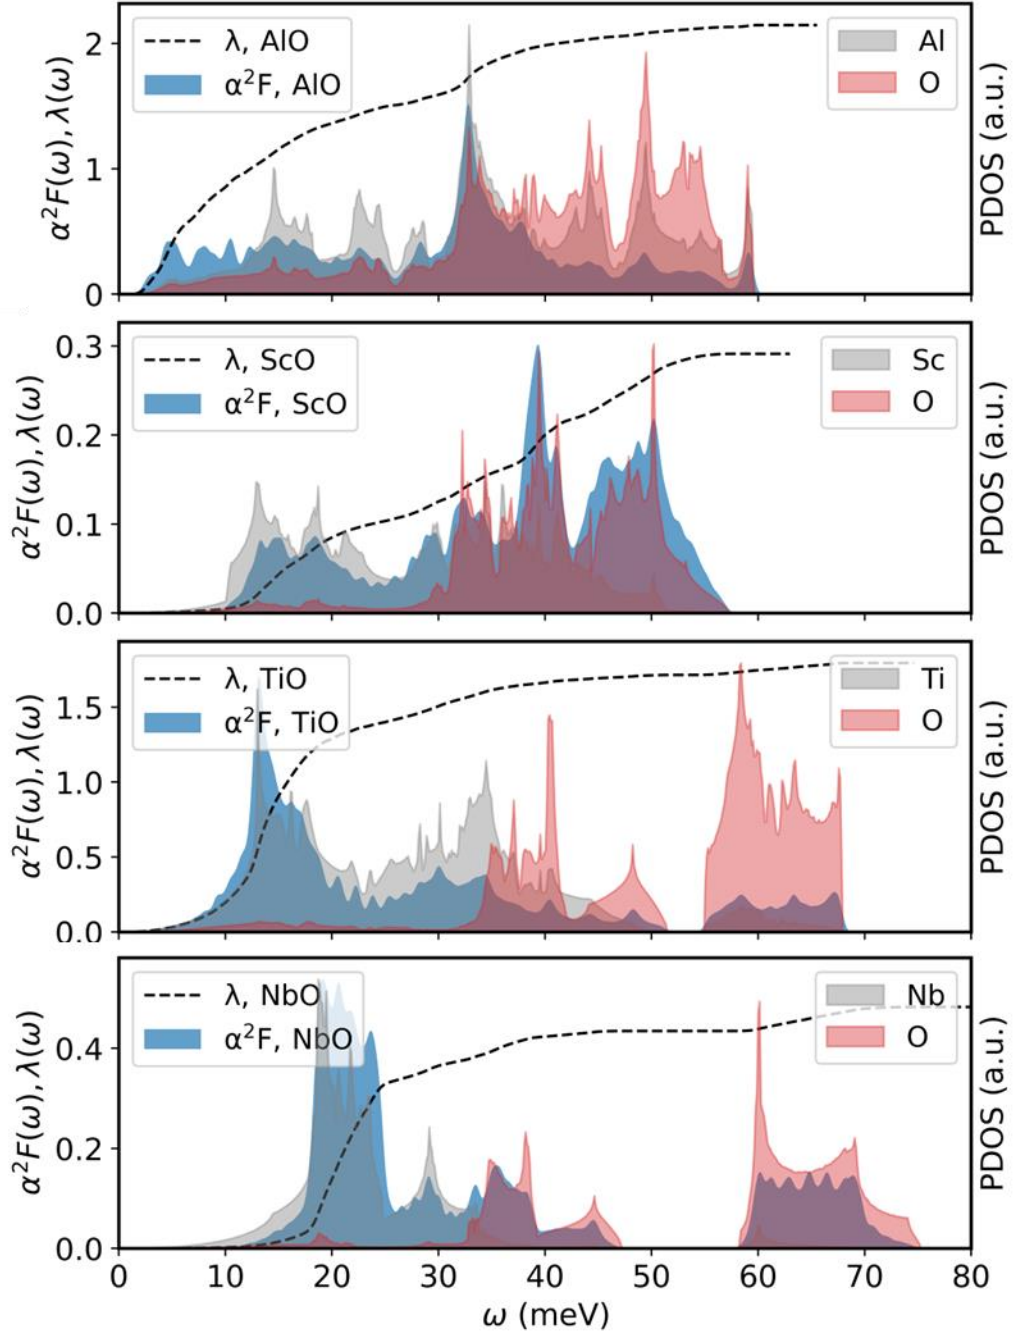 λ, AlO
α²F, AlO
Al
O
2
1
0
α²F(ω), λ(ω)
PDOS (a.u.)
λ, ScO
α²F, ScO
Sc
O
0.3
0.2
0.1
0.0
α²F(ω), λ(ω)
PDOS (a.u.)
λ, TiO
α²F, TiO
Ti
O
1.5
1.0
0.5
0.0
α²F(ω), λ(ω)
PDOS (a.u.)
λ, NbO
α²F, NbO
Nb
O
0.4
0.2
0.0
α²F(ω), λ(ω)
PDOS (a.u.)
0 10 20 30 40 50 60 70 80
ω (meV)